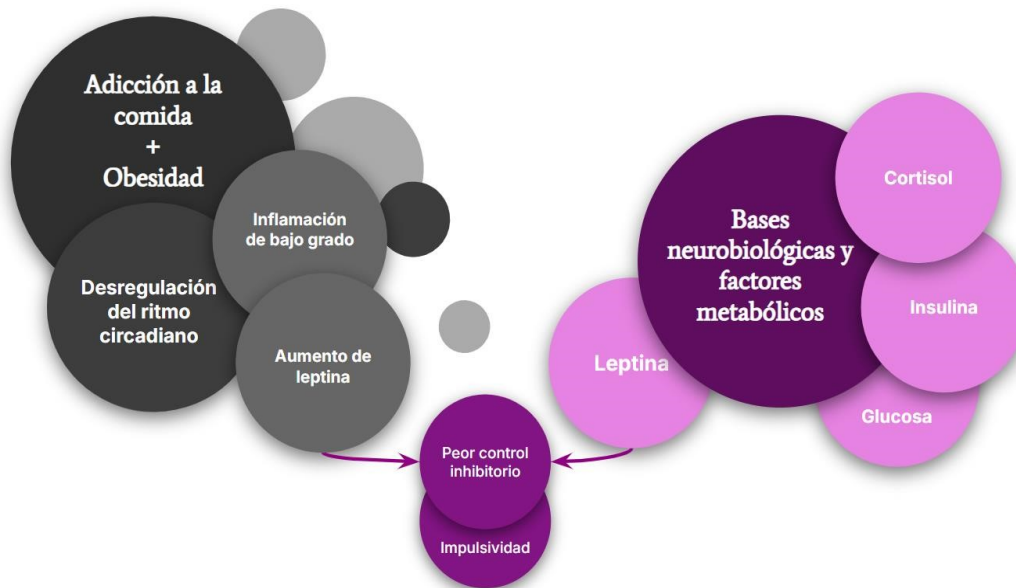 Adicción a la
comida
+
Obesidad
Inflamación
de bajo grado
Desregulación
del ritmo
circadiano
Aumento de
leptina
Peor control
inhibitorio
Impulsividad
Bases
neurobiológicas y
factores
metabólicos
Cortisol
Insulina
Glucosa
Leptina